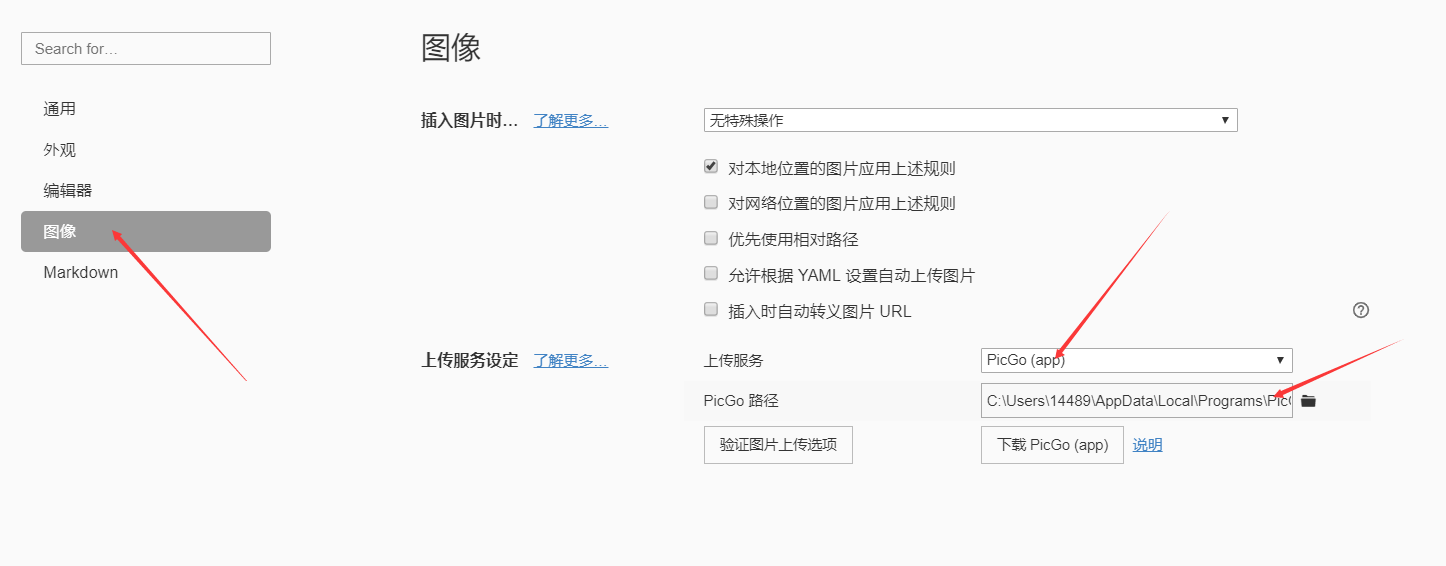 Search for…
通用
外观
编辑器
图像
Markdown
图像
插入图片时… 了解更多… 无特殊操作
对本地位置的图片应用上述规则
对网络位置的图片应用上述规则
优先使用相对路径
允许根据 YAML 设置自动上传图片
插入时自动转义图片 URL
上传服务设定 了解更多… 上传服务 PicGo (app)
PicGo 路径 C:\Users\14489\AppData\Local\Programs\Pic
验证图片上传选项 下载 PicGo (app) 说明